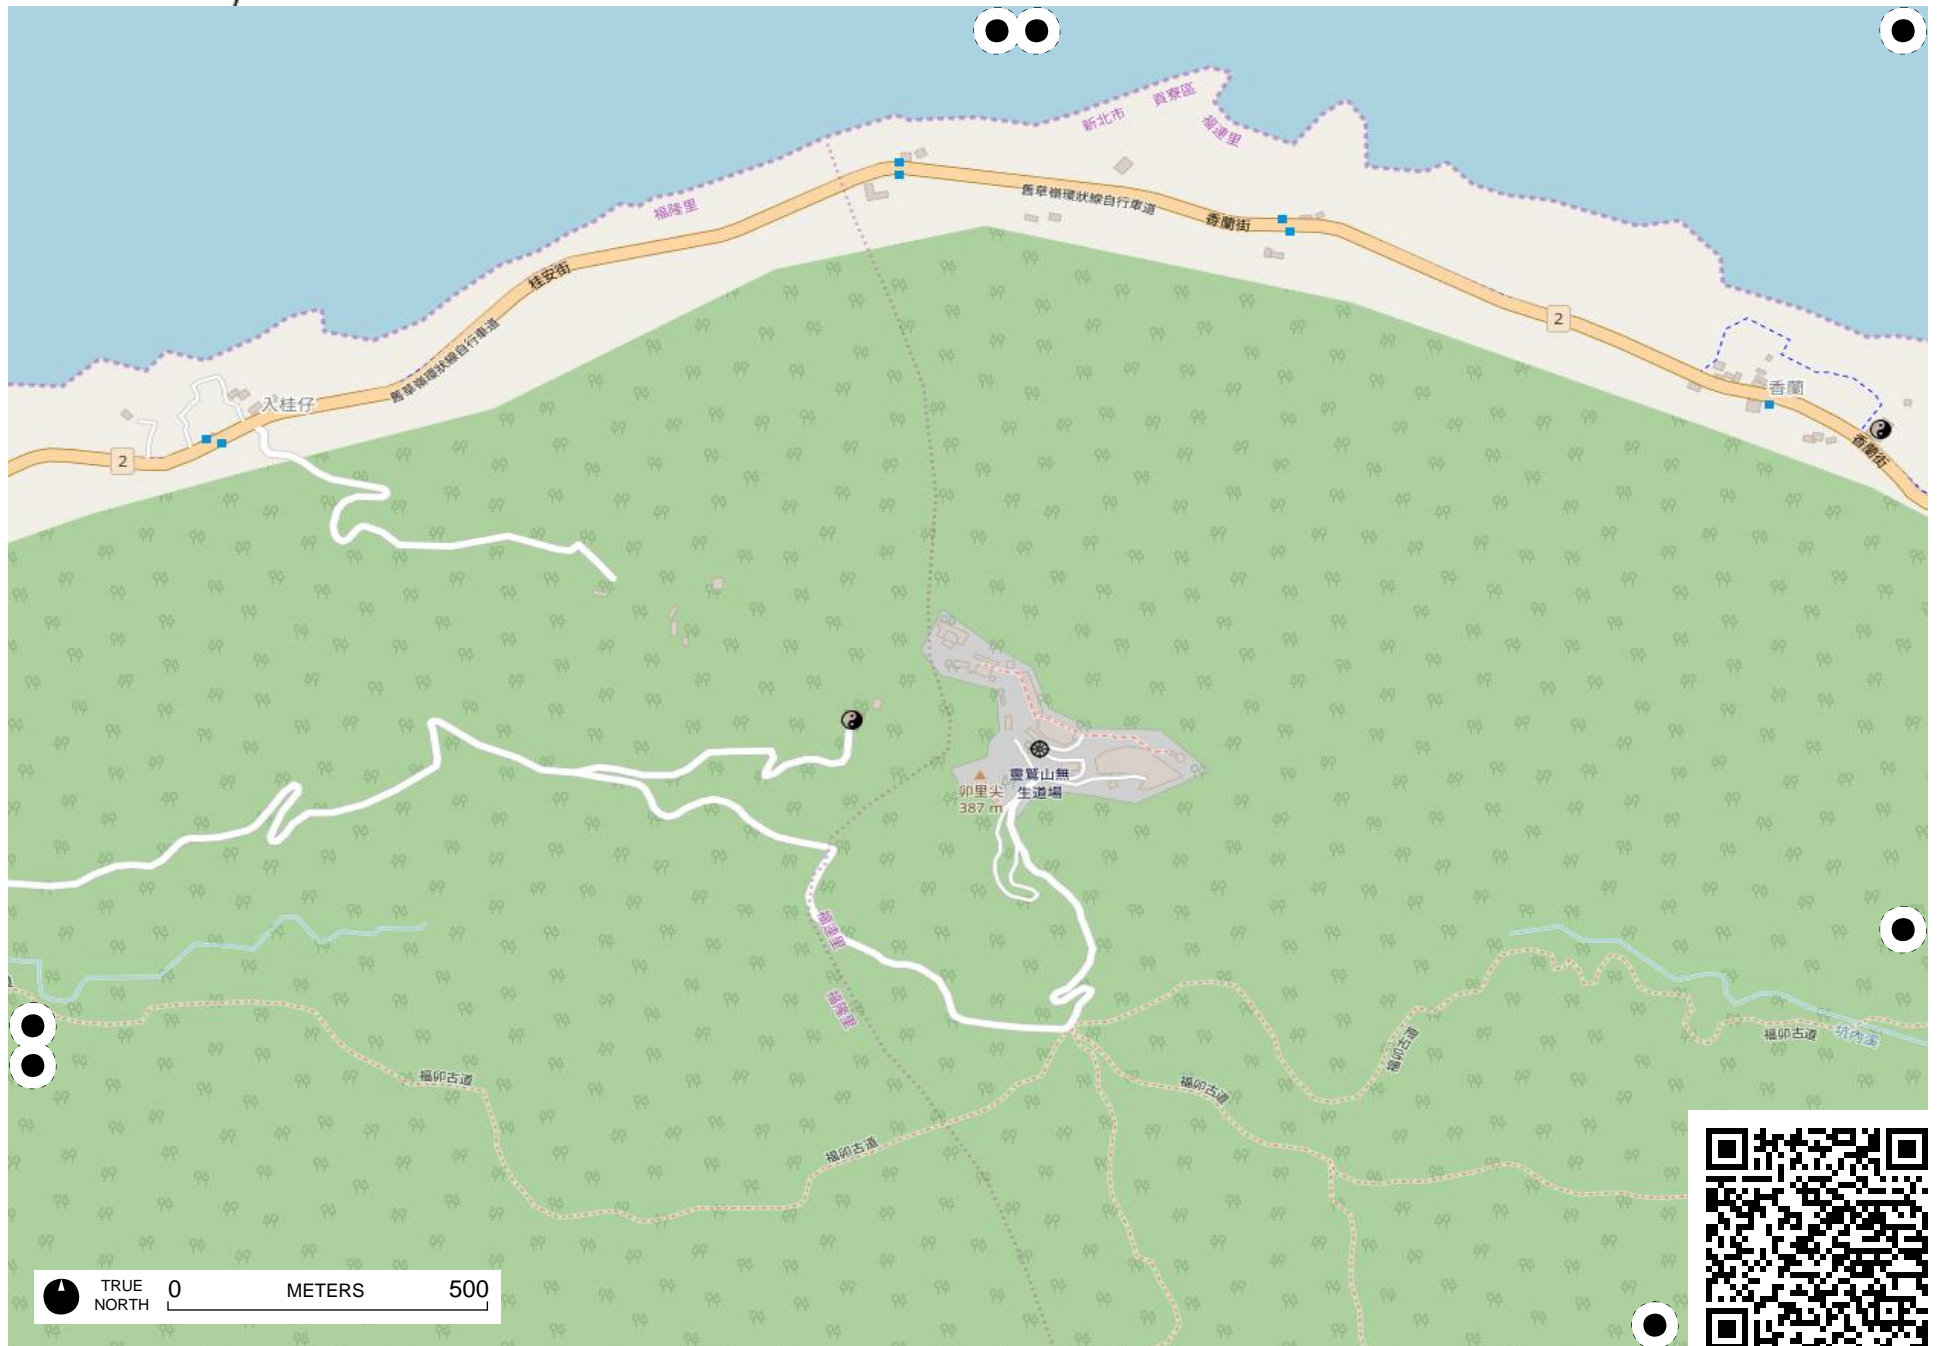 新北市
貢寮區
福連里
福隆里
舊草嶺環狀線自行車道
香蘭街
桂安街
2
舊草嶺環狀線自行車道
入桂仔
2
香蘭
香蘭街
靈鷲山無
生道場
卯里尖
387 m
福連里
福隆里
福卯古道
福卯古道
福卯古道
福卯古道
福卯古道
坑內溪
TRUE
NORTH
0 METERS 500